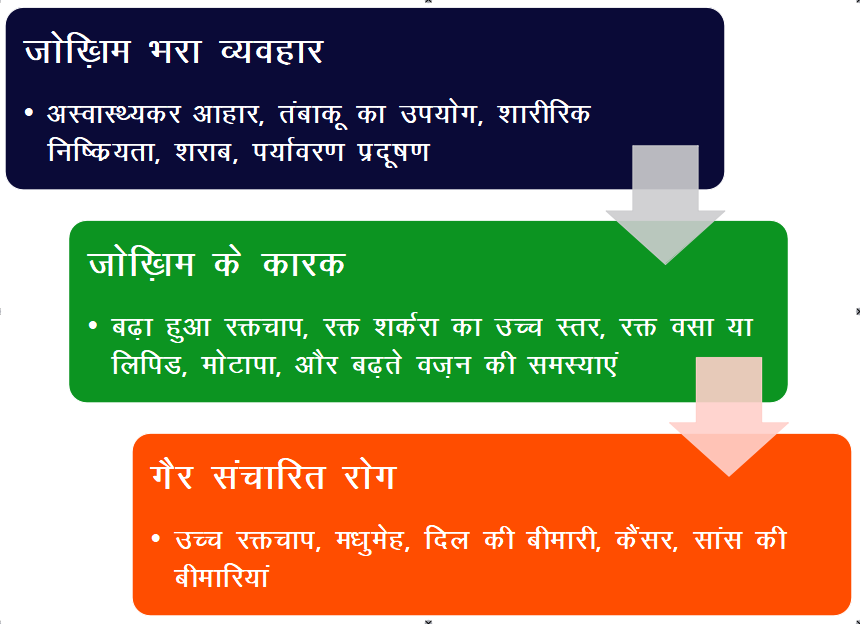 जोख़िम भरा व्यवहार
• अस्वास्थ्यकर आहार, तंबाकू का उपयोग, शारीरिक
निष्क्रियता, शराब, पर्यावरण प्रदूषण
जोख़िम के कारक
• बढ़ा हुआ रक्तचाप, रक्त शर्करा का उच्च स्तर, रक्त वसा या
लिपिड, मोटापा, और बढ़ते वज़न की समस्याएं
गैर संचारित रोग
• उच्च रक्तचाप, मधुमेह, दिल की बीमारी, कैंसर, सांस की
बीमारियां